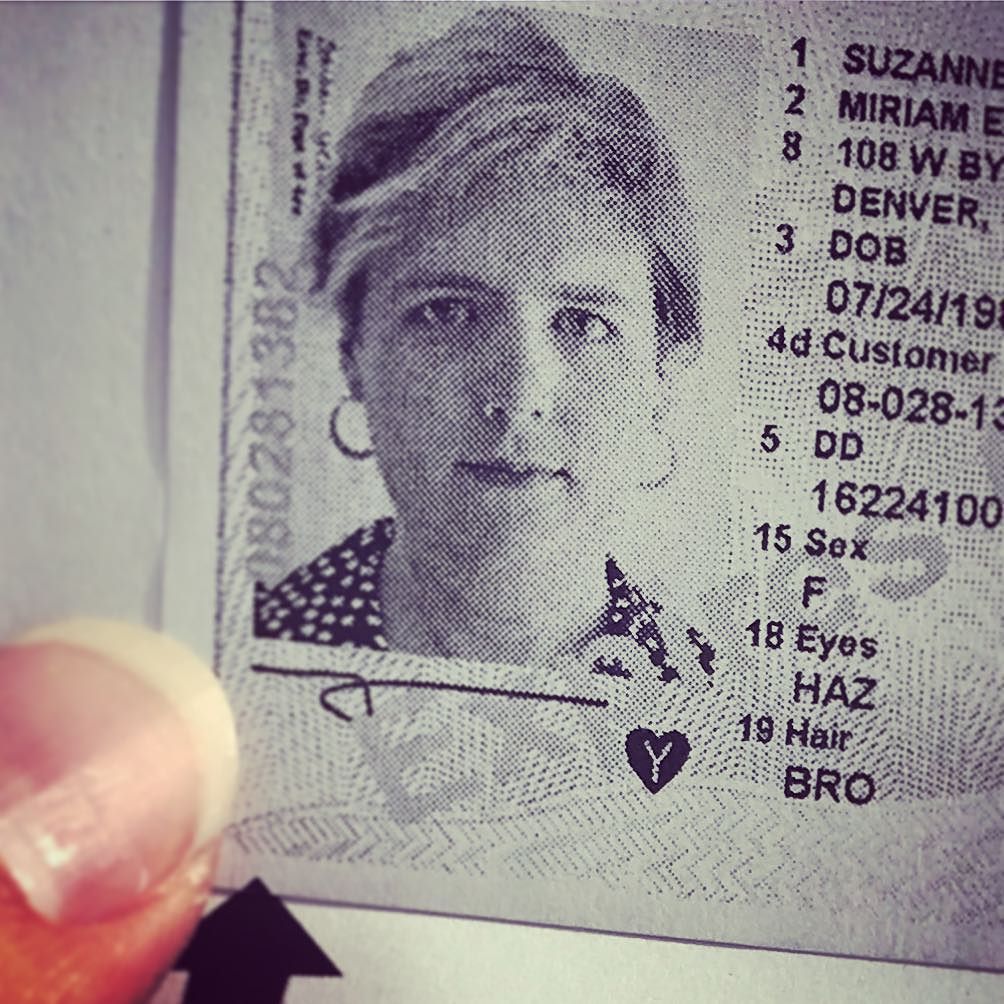 1 SUZANNE
2 MIRIAM E
8 108 W BY
DENVER,
3 DOB
07/24/19
4d Customer
08-028-13
5 DD
16224100
15 Sex
F
18 Eyes
HAZ
19 Hair
BRO
080281382
Y